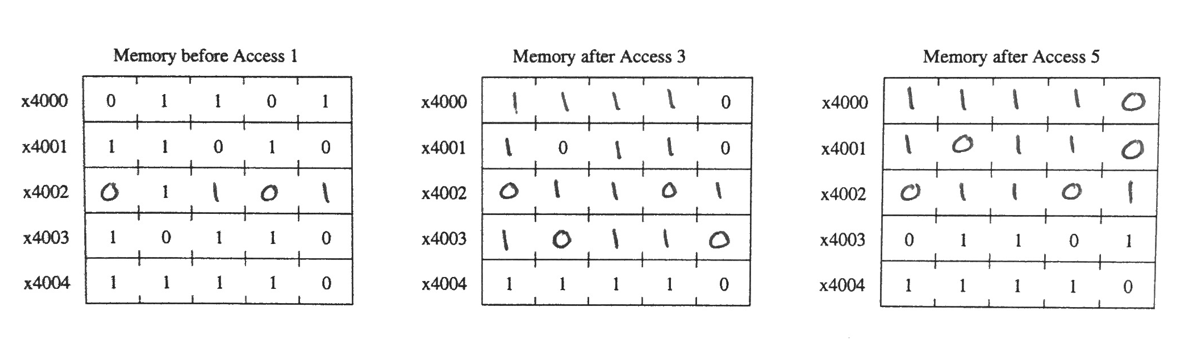 Memory before Access 1 Memory after Access 3 Memory after Access 5
x4000 0 1 1 0 1 x4000 1 1 1 1 0 x4000 1 1 1 1 0
x4001 1 1 0 1 0 x4001 1 0 1 1 0 x4001 1 0 1 1 0
x4002 0 1 1 0 1 x4002 0 1 1 0 1 x4002 0 1 1 0 1
x4003 1 0 1 1 0 x4003 1 0 1 1 0 x4003 0 1 1 0 1
x4004 1 1 1 1 0 x4004 1 1 1 1 0 x4004 1 1 1 1 0